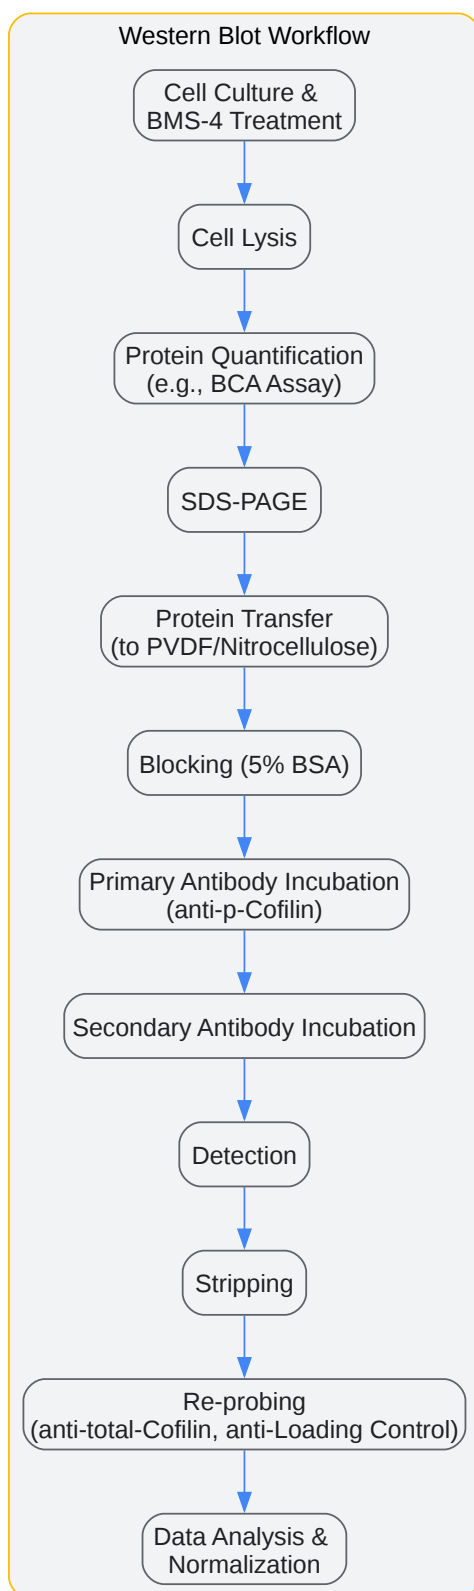 Western Blot Workflow
Cell Culture &
BMS-4 Treatment
Cell Lysis
Protein Quantification
(e.g., BCA Assay)
SDS-PAGE
Protein Transfer
(to PVDF/Nitrocellulose)
Blocking (5% BSA)
Primary Antibody Incubation
(anti-p-Cofilin)
Secondary Antibody Incubation
Detection
Stripping
Re-probing
(anti-total-Cofilin, anti-Loading Control)
Data Analysis &
Normalization